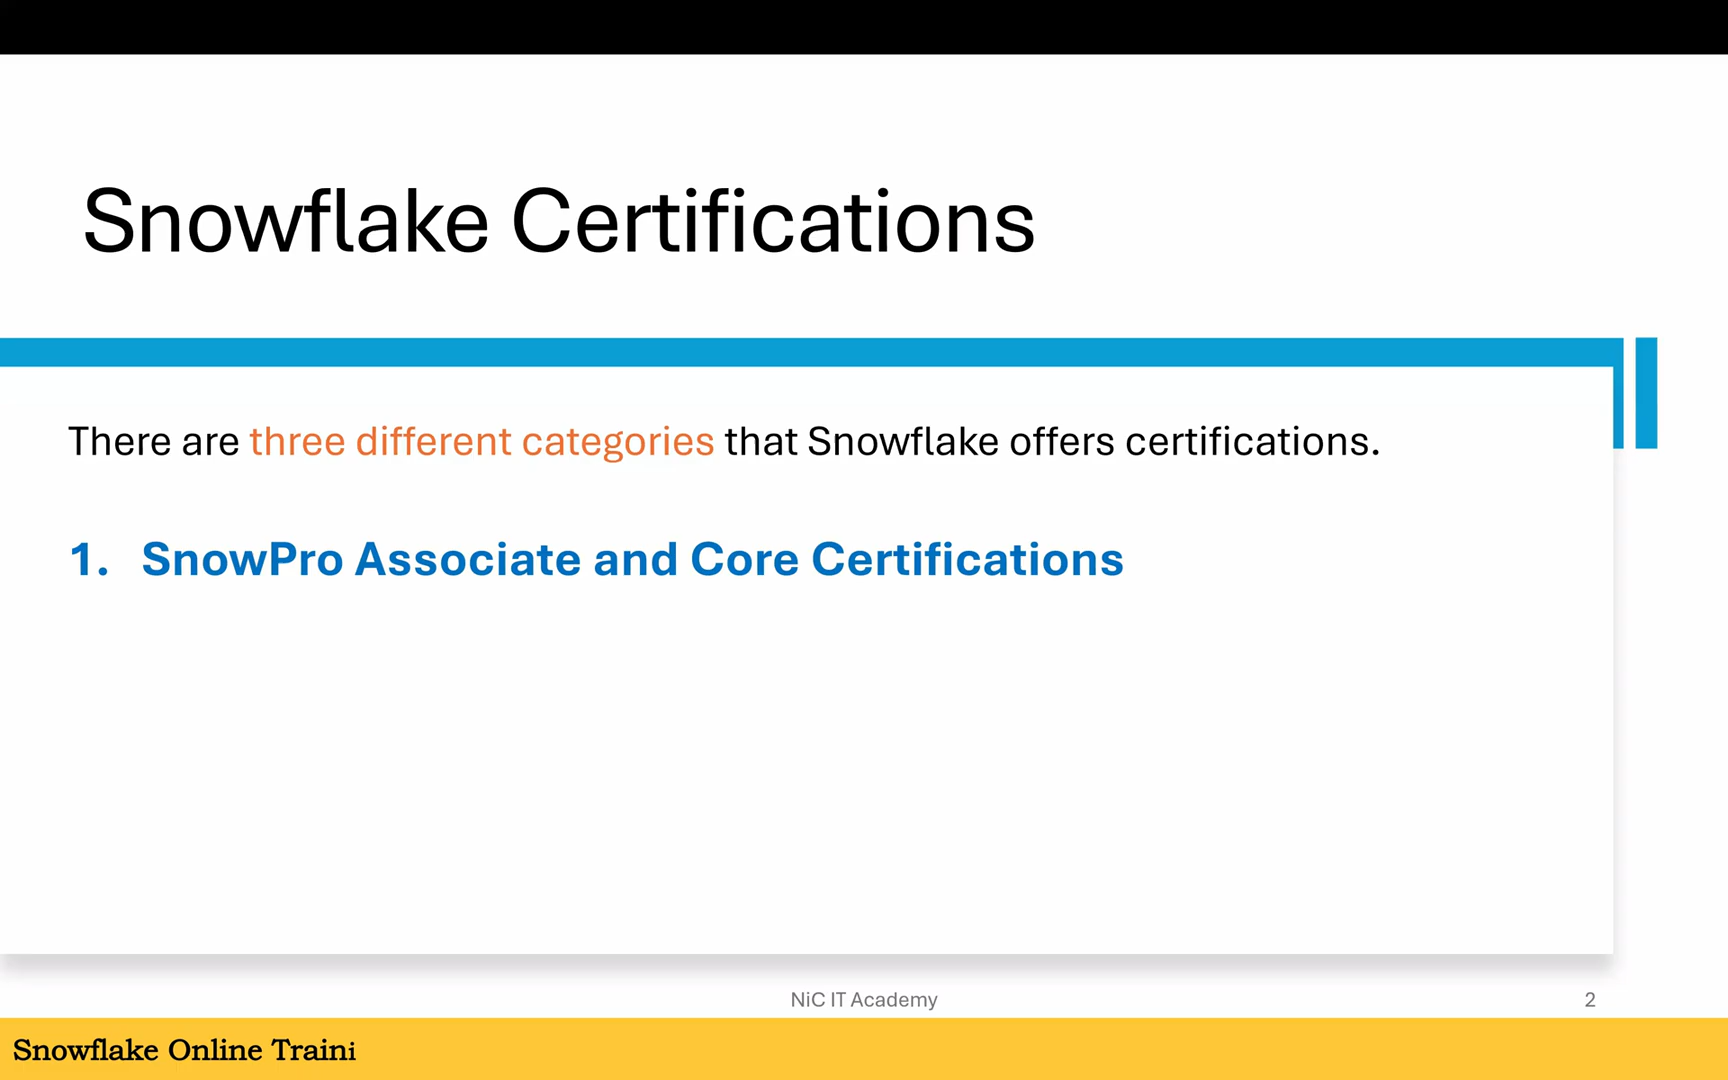 Snowflake Certifications
There are three different categories that Snowflake offers certifications.
1. SnowPro Associate and Core Certifications
NiC IT Academy
2
Snowflake Online Traini